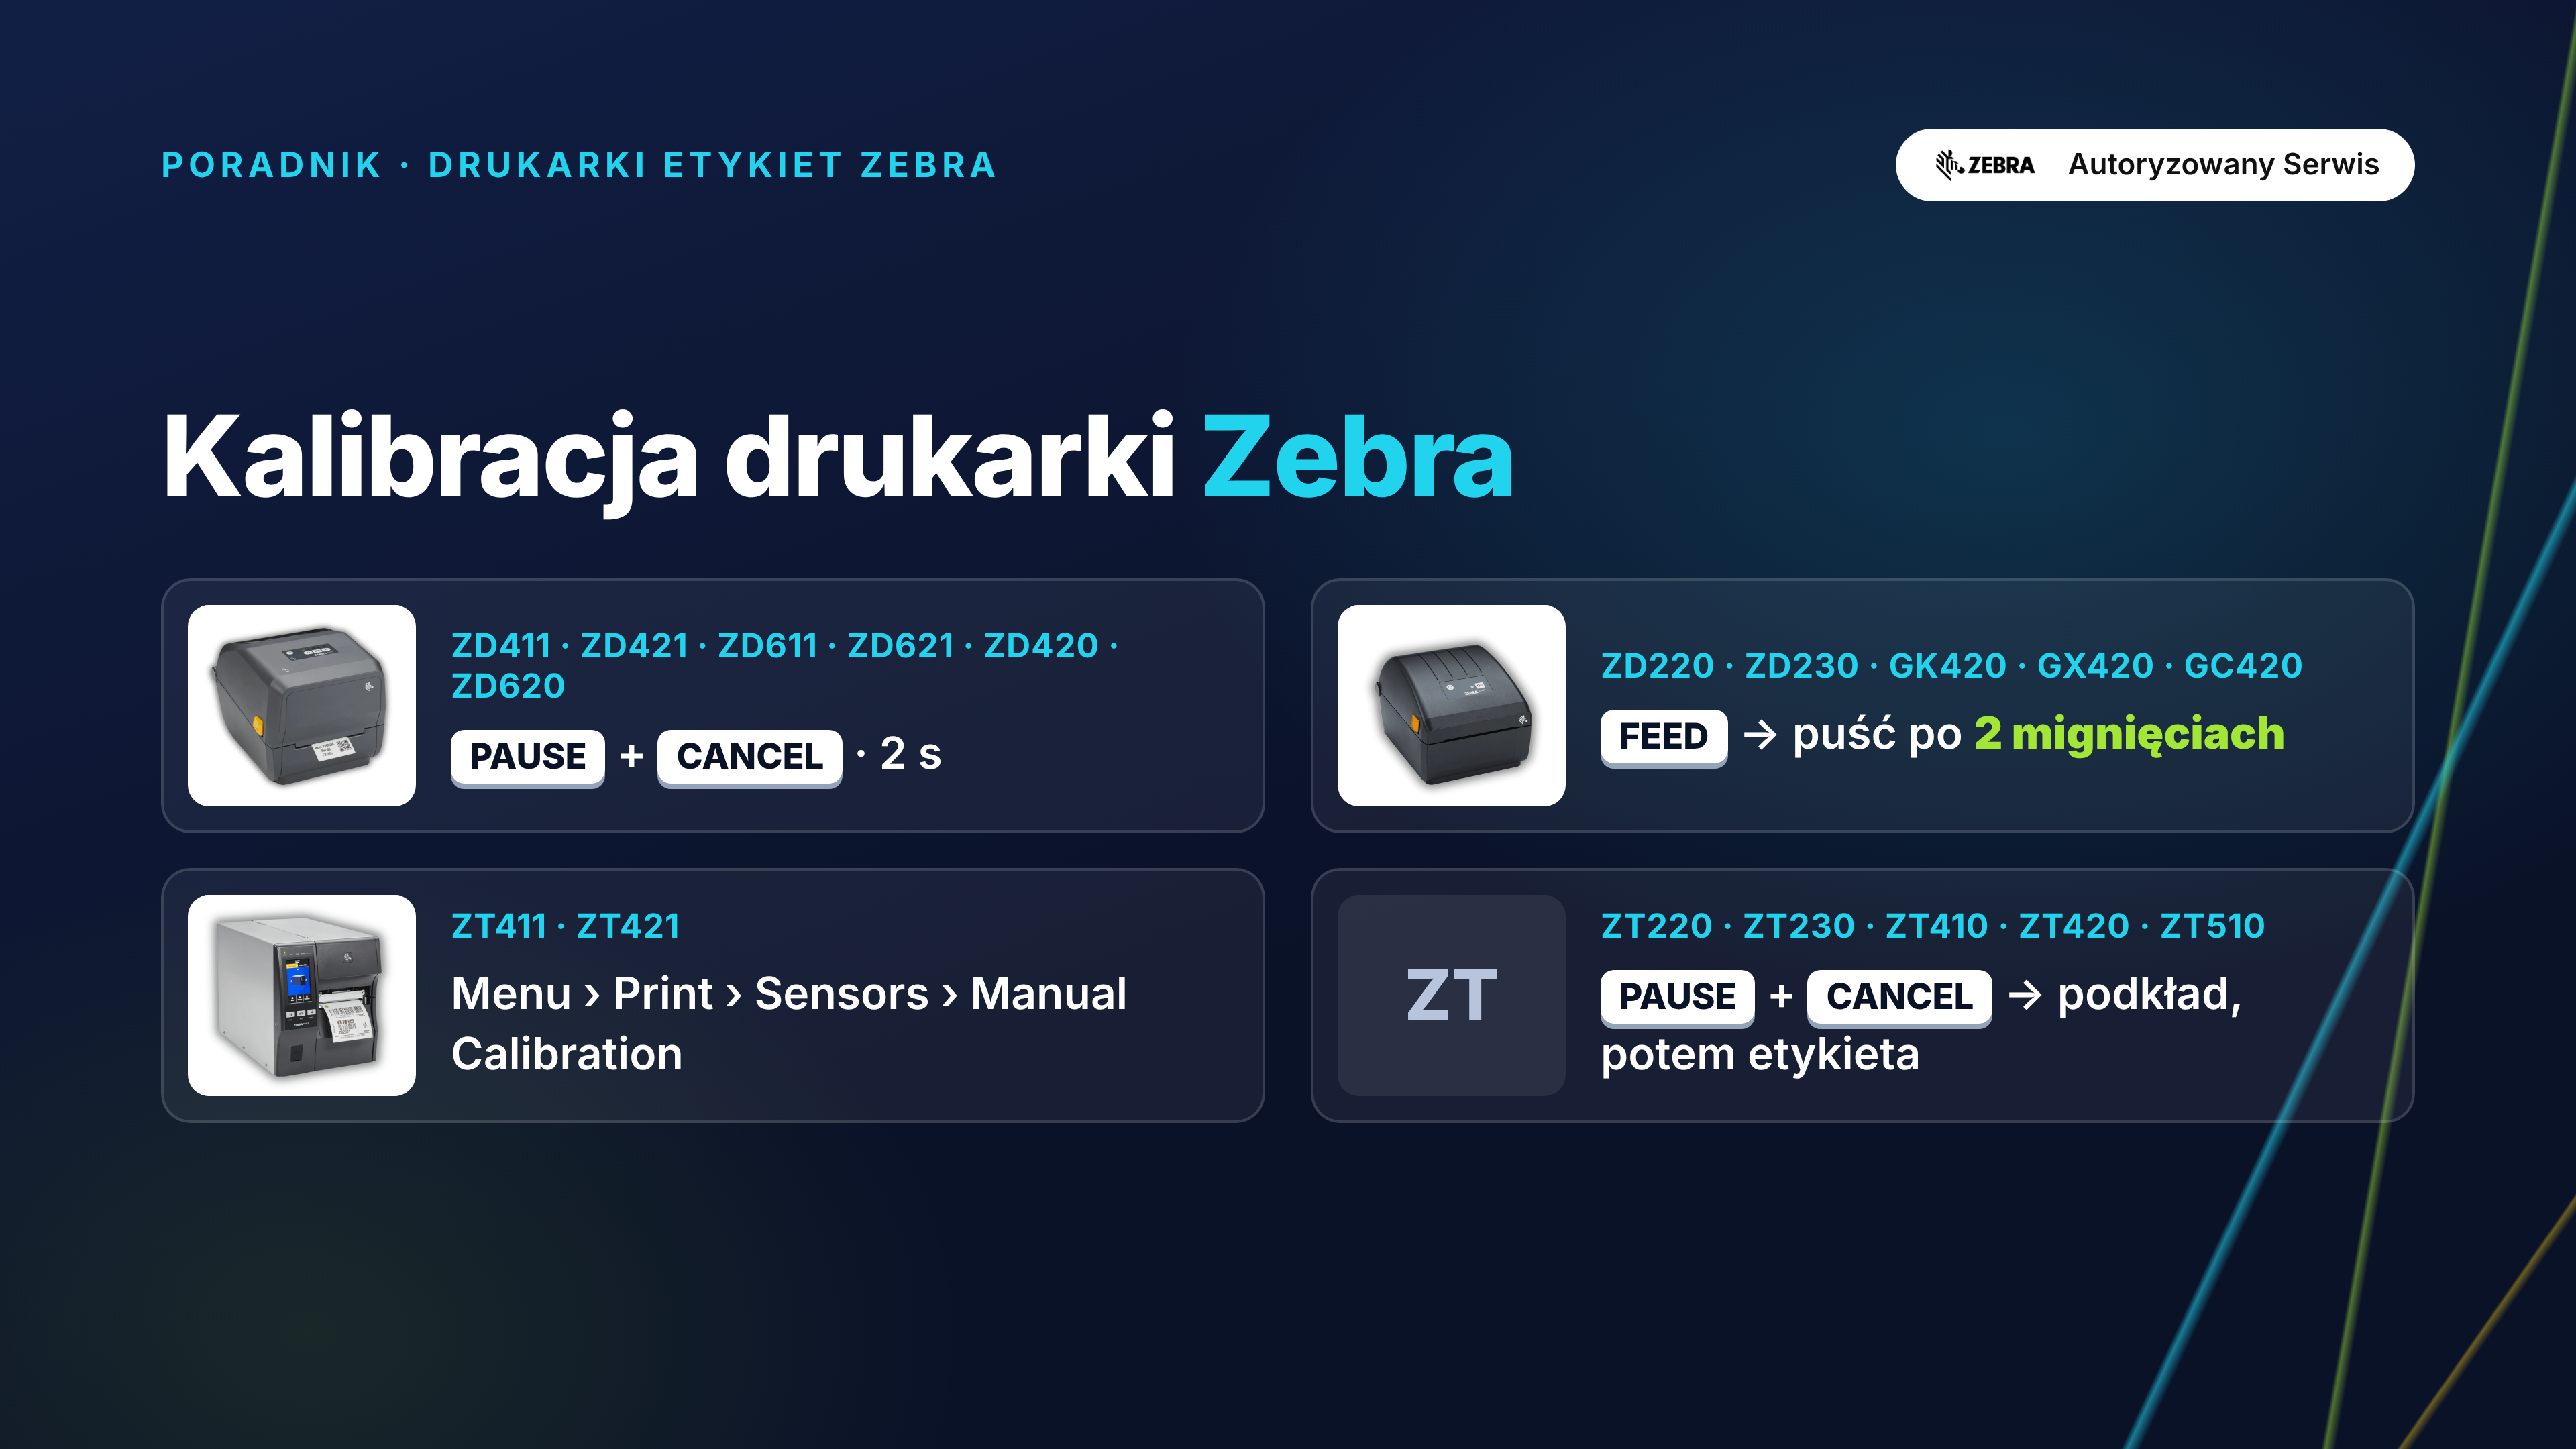 PORADNIK · DRUKARKI ETYKIET ZEBRA
ZEBRA Autoryzowany Serwis
Kalibracja drukarki Zebra
ZD411 · ZD421 · ZD611 · ZD621 · ZD420 ·
ZD620
PAUSE + CANCEL · 2 s
ZD220 · ZD230 · GK420 · GX420 · GC420
FEED → puść po 2 mignięciach
ZT411 · ZT421
Menu › Print › Sensors › Manual
Calibration
ZT
ZT220 · ZT230 · ZT410 · ZT420 · ZT510
PAUSE + CANCEL → podkład,
potem etykieta